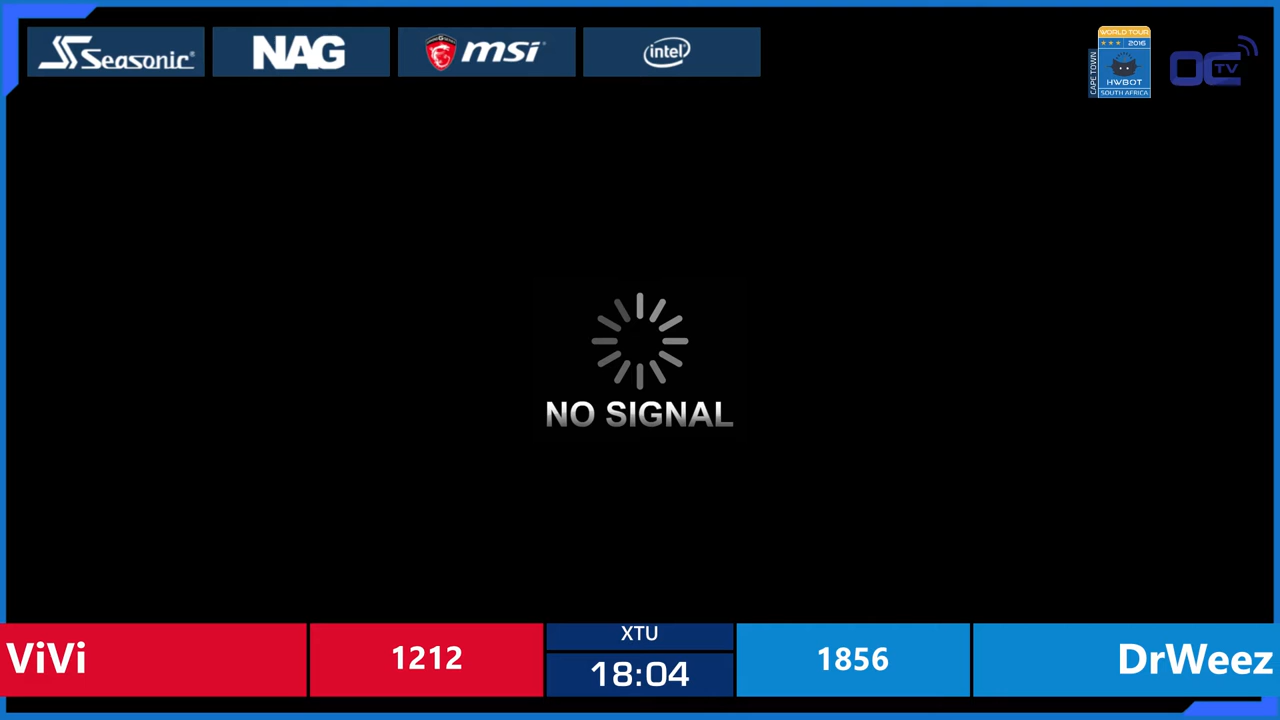 Seasonic
NAG
msi
intel
WORLD TOUR
2016
CAPE TOWN
HWBOT
SOUTH AFRICA
OC TV
NO SIGNAL
ViVi
1212
XTU
18:04
1856
DrWeez